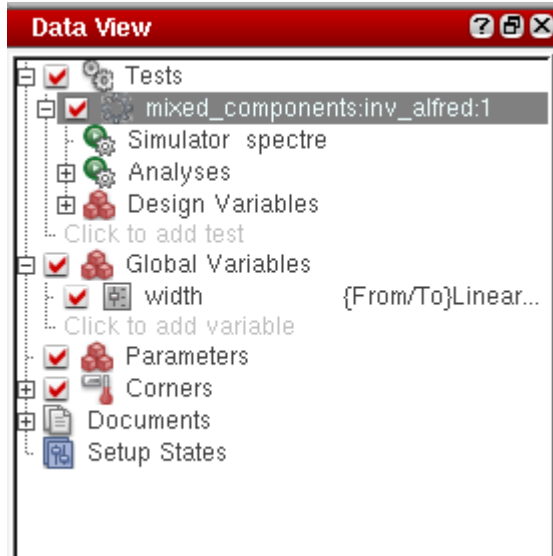 Data View
Tests
mixed_components:inv_alfred:1
Simulator spectre
Analyses
Design Variables
Click to add test
Global Variables
width {From/To}Linear...
Click to add variable
Parameters
Corners
Documents
Setup States